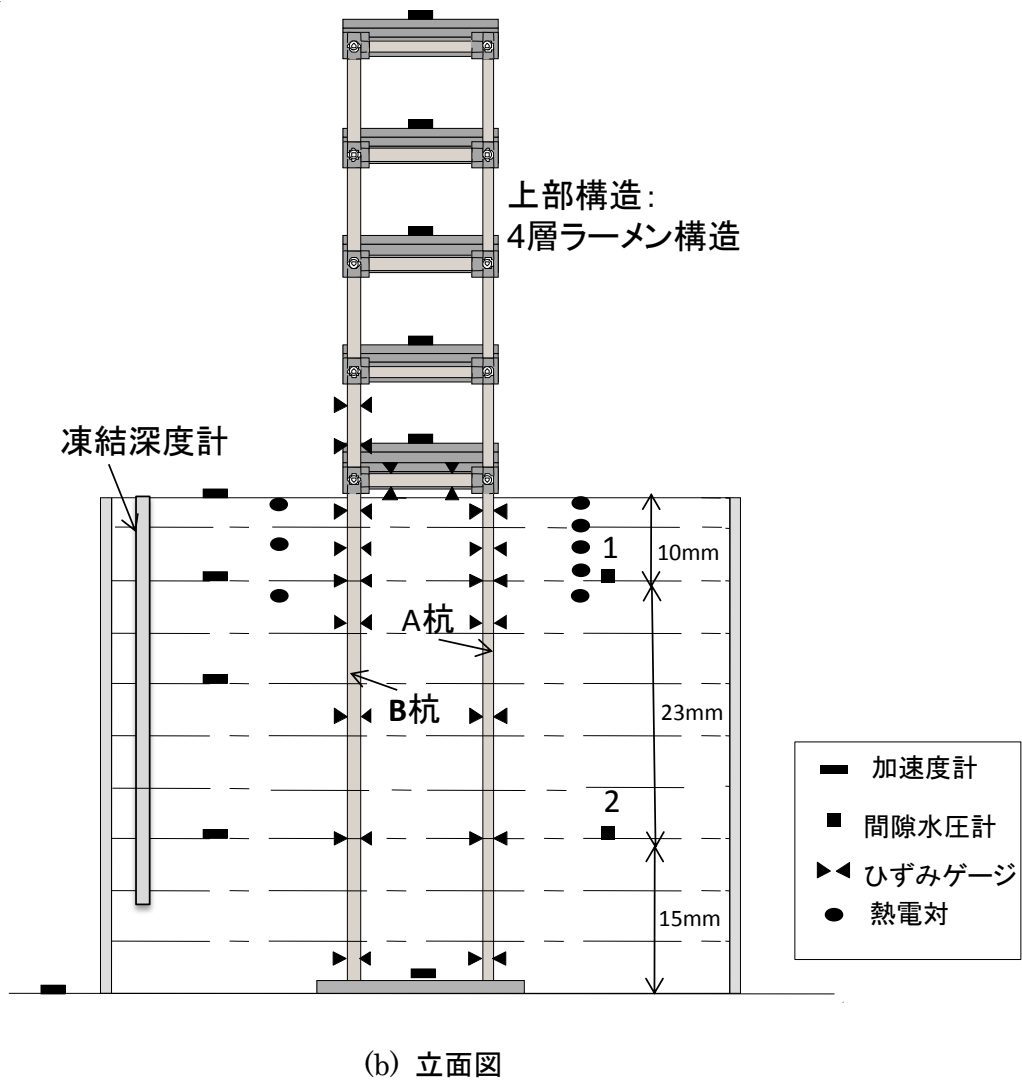 上部構造：
4層ラーメン構造
凍結深度計
1
10mm
A杭
B杭
23mm
2
15mm
加速度計
間隙水圧計
ひずみゲージ
熱電対
(b) 立面図